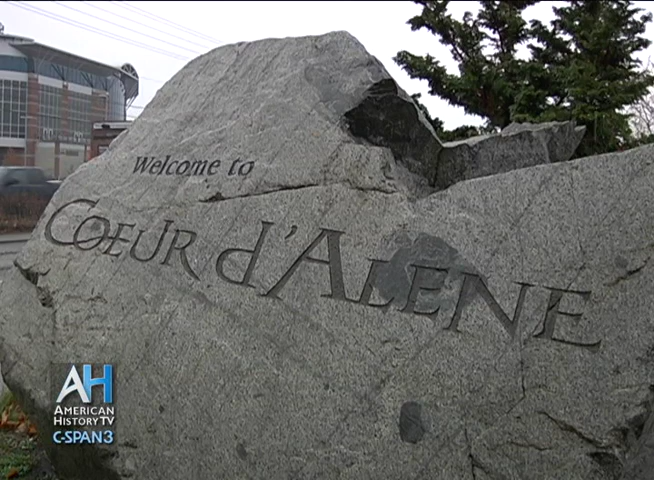 Welcome to
COEUR d'ALENE
AH
AMERICAN
HISTORY TV
C-SPAN3